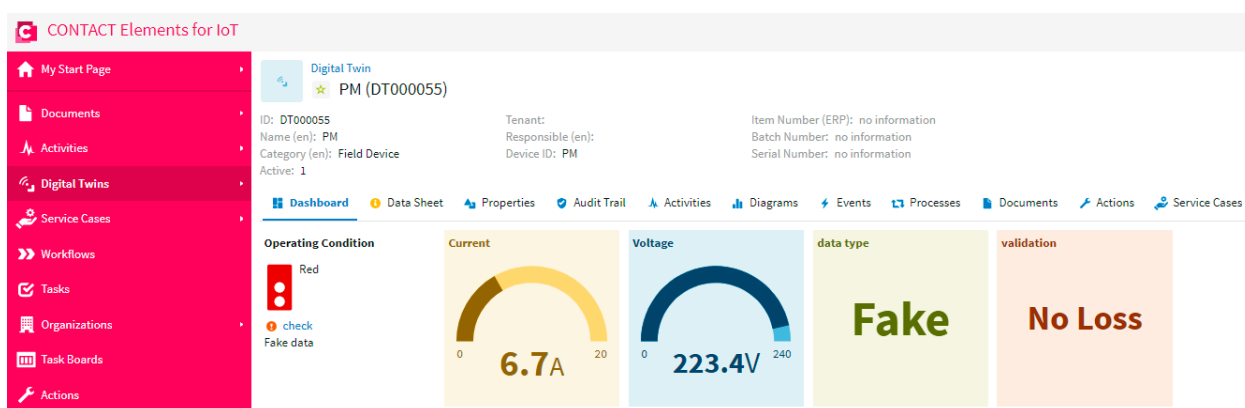 CONTACT Elements for IoT
My Start Page
Documents
Activities
Digital Twins
Service Cases
Workflows
Tasks
Organizations
Task Boards
Actions
Digital Twin
PM (DT000055)
ID: DT000055
Name (en): PM
Category (en): Field Device
Active: 1
Tenant:
Responsible (en):
Device ID: PM
Item Number (ERP): no information
Batch Number: no information
Serial Number: no information
Dashboard Data Sheet Properties Audit Trail Activities Diagrams Events Processes Documents Actions Service Cases
Operating Condition
Red
check
Fake data
Current
0 20
6.7A
Voltage
0 240
223.4V
data type
Fake
validation
No Loss